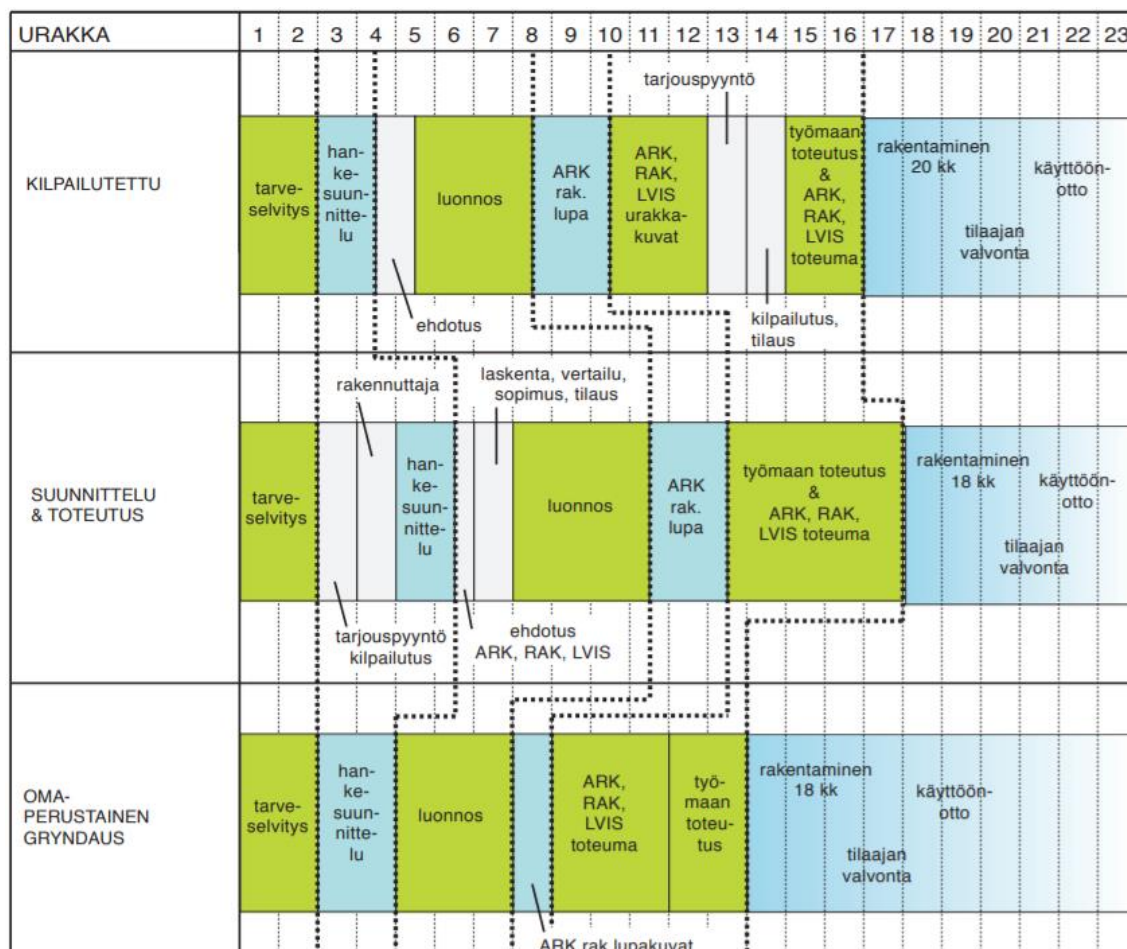 URAKKA 1 2 3 4 5 6 7 8 9 10 11 12 13 14 15 16 17 18 19 20 21 22 23
KILPAILUTETTU
tarve-
selvitys
han-
ke-
suun-
nitte-
lu
ehdotus
luonnos
ARK
rak.
lupa
ARK,
RAK,
LVIS
urakka-
kuvat
tarjouspyyntö
kilpailutus,
tilaus
työmaan
toteutus
&
ARK,
RAK,
LVIS
toteuma
rakentaminen
20 kk
tilaajan
valvonta
käyttöön-
otto
SUUNNITTELU
& TOTEUTUS
tarve-
selvitys
tarjouspyyntö
kilpailutus
rakennuttaja
han-
ke-
suun-
nitte-
lu
ehdotus
ARK, RAK, LVIS
laskenta, vertailu,
sopimus, tilaus
luonnos
ARK
rak.
lupa
työmaan toteutus
&
ARK, RAK,
LVIS toteuma
rakentaminen
18 kk
tilaajan
valvonta
käyttöön-
otto
OMA-
PERUSTAINEN
GRYNDAUS
tarve-
selvitys
han-
ke-
suun-
nitte-
lu
luonnos
ARK rak.lupakuvat
ARK,
RAK,
LVIS
toteuma
työ-
maan
toteu-
tus
rakentaminen
18 kk
tilaajan
valvonta
käyttöön-
otto